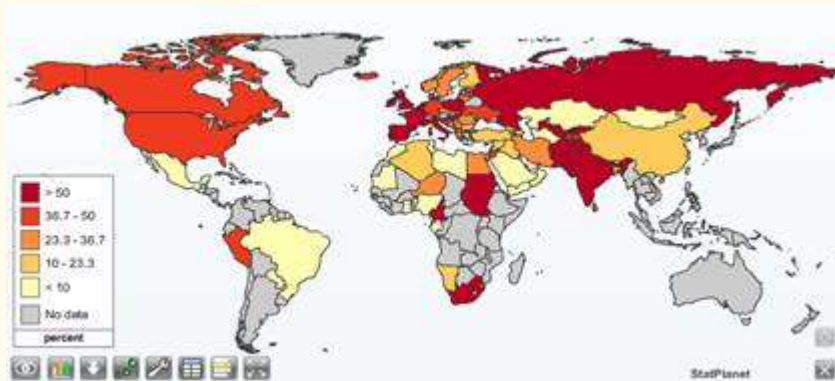 > 50
36.7 - 50
23.3 - 36.7
10 - 23.3
< 10
No data
percent
StatPlanet